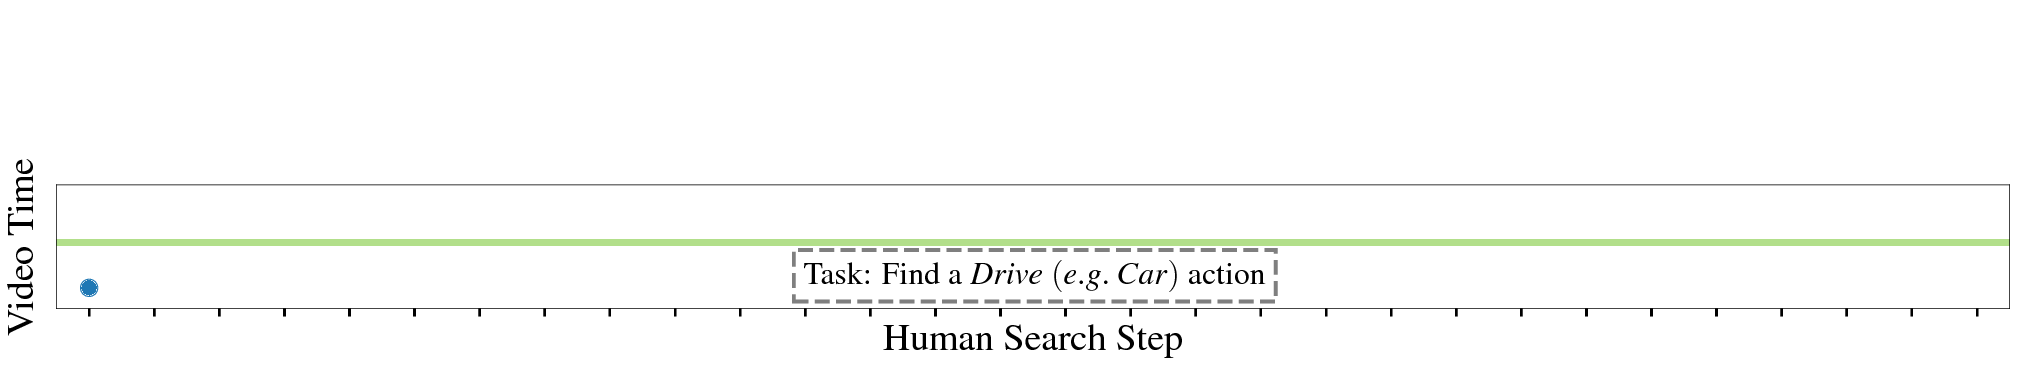 Video Time
Task: Find a Drive (e.g. Car) action
Human Search Step